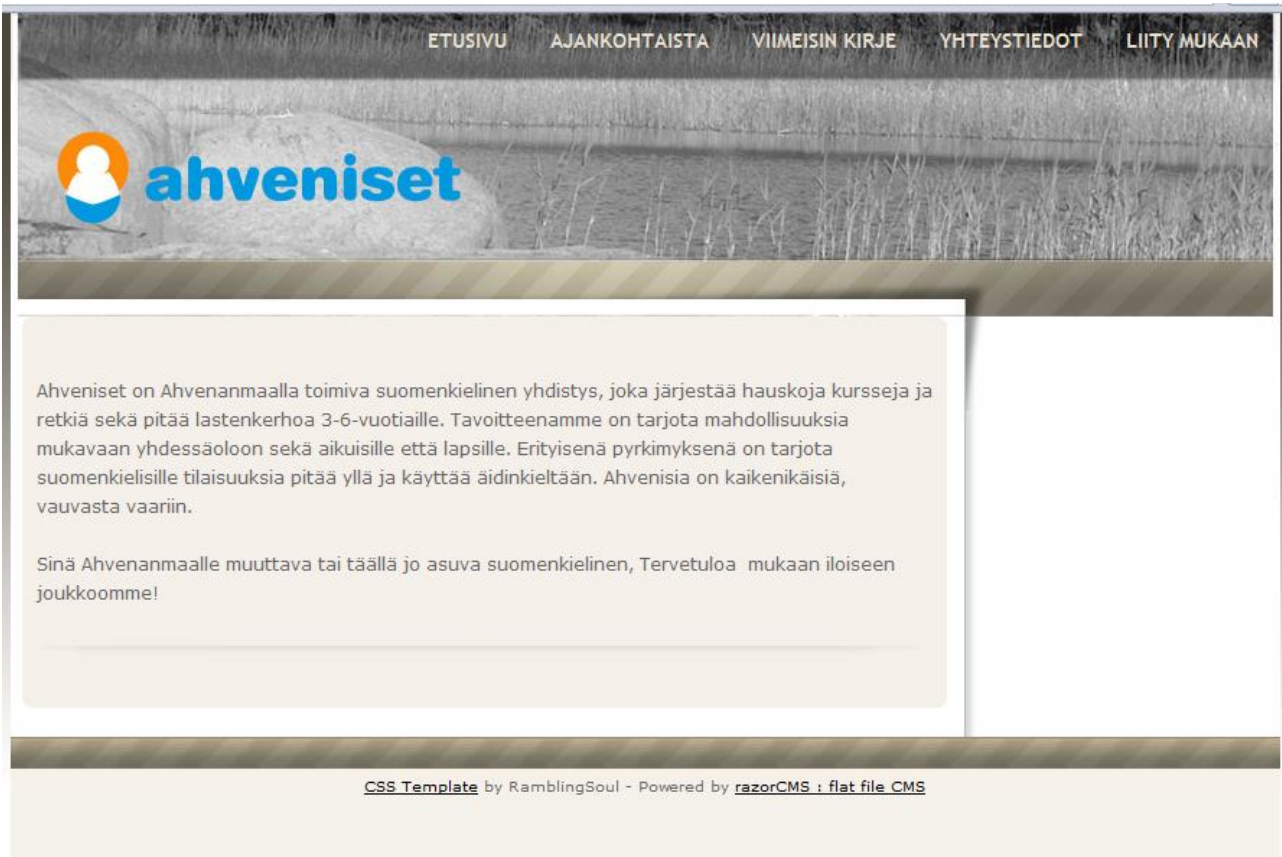 ETUSIVU AJANKOHTAISTA VIIMEISIN KIRJE YHTEYSTIEDOT LIITY MUKAAN
ahveniset
Ahveniset on Ahvenanmaalla toimiva suomenkielinen yhdistys, joka järjestää hauskoja kursseja ja
retkiä sekä pitää lastenkerhoa 3-6-vuotiaille. Tavoitteenamme on tarjota mahdollisuuksia
mukavaan yhdessäoloon sekä aikuisille että lapsille. Erityisenä pyrkimyksenä on tarjota
suomenkielisille tilaisuuksia pitää yllä ja käyttää äidinkieltään. Ahvenisia on kaikenikäisiä,
vauvasta vaariin.
Sinä Ahvenanmaalle muuttava tai täällä jo asuva suomenkielinen, Tervetuloa  mukaan iloiseen
joukkoomme!
CSS Template by RamblingSoul - Powered by razorCMS : flat file CMS